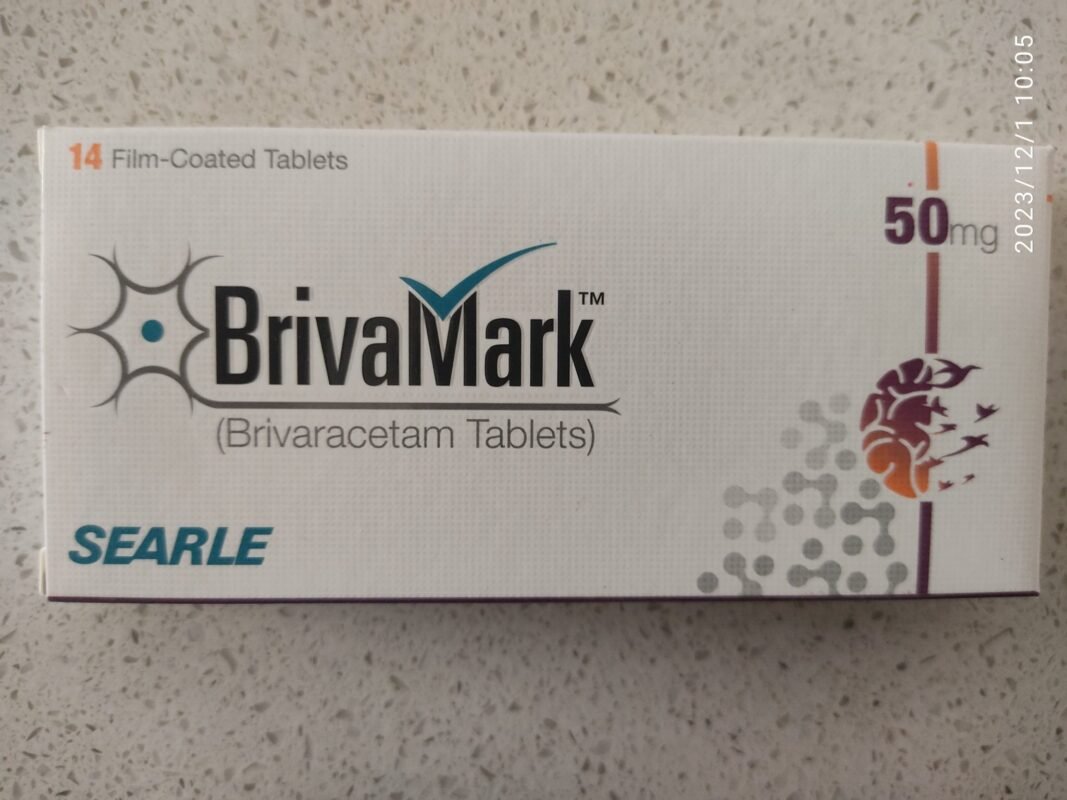 14 Film-Coated Tablets
50mg
BrivaMark™
(Brivaracetam Tablets)
SEARLE
2023/12/1 10:05